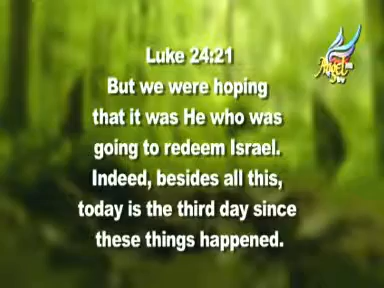 Luke 24:21
But we were hoping
that it was He who was
going to redeem Israel.
Indeed, besides all this,
today is the third day since
these things happened.
Angel